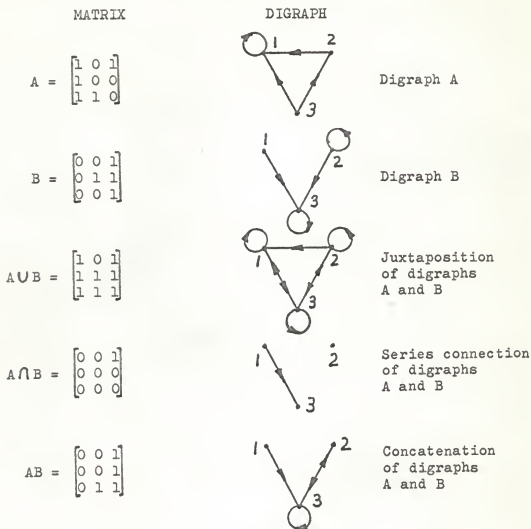 MATRIX DIGRAPH
1 2
A = [1 0 1]
[1 0 0] Digraph A
[1 1 0]
3
1
2
B = [0 0 1]
[0 1 1] Digraph B
[0 0 1]
3
1 2
A∪B = [1 0 1]
[1 1 1]
[1 1 1]
Juxtaposition
of digraphs
A and B
3
1 2
A∩B = [0 0 1]
[0 0 0]
[0 0 0]
Series connection
of digraphs
A and B
3
1 2
AB = [0 0 1]
[0 0 1]
[0 1 1]
Concatenation
of digraphs
A and B
3